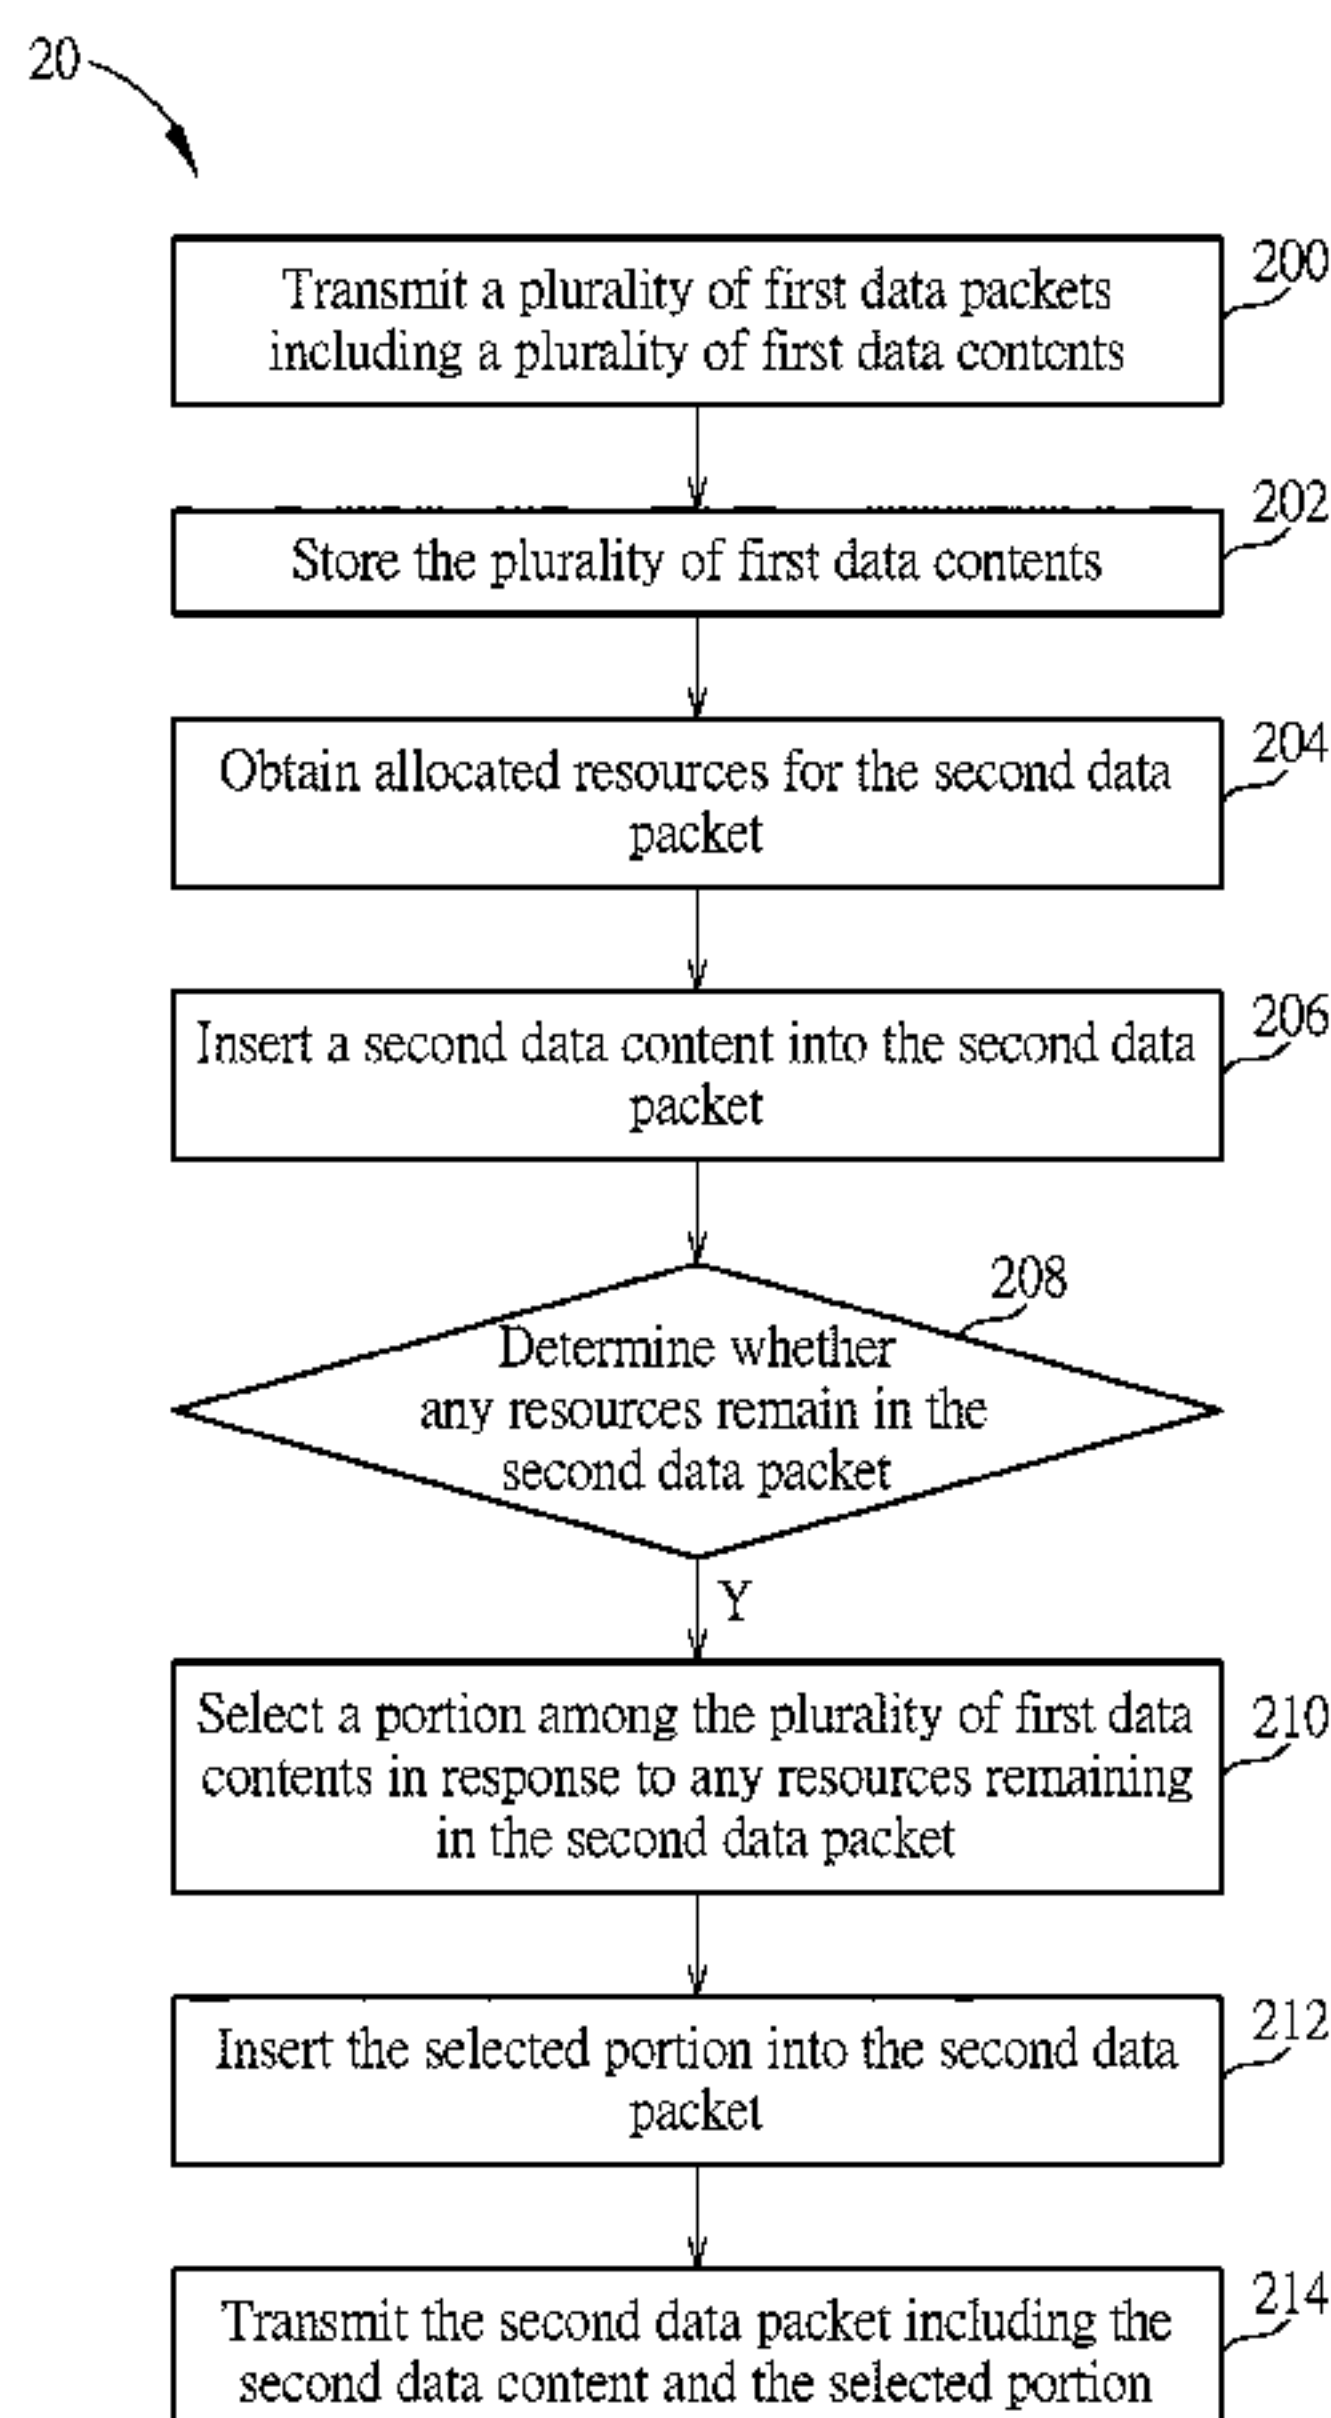 20
Transmit a plurality of first data packets
including a plurality of first data contents
200
Store the plurality of first data contents
202
Obtain allocated resources for the second data
packet
204
Insert a second data content into the second data
packet
206
Determine whether
any resources remain in the
second data packet
208
Y
Select a portion among the plurality of first data
contents in response to any resources remaining
in the second data packet
210
Insert the selected portion into the second data
packet
212
Transmit the second data packet including the
second data content and the selected portion
214